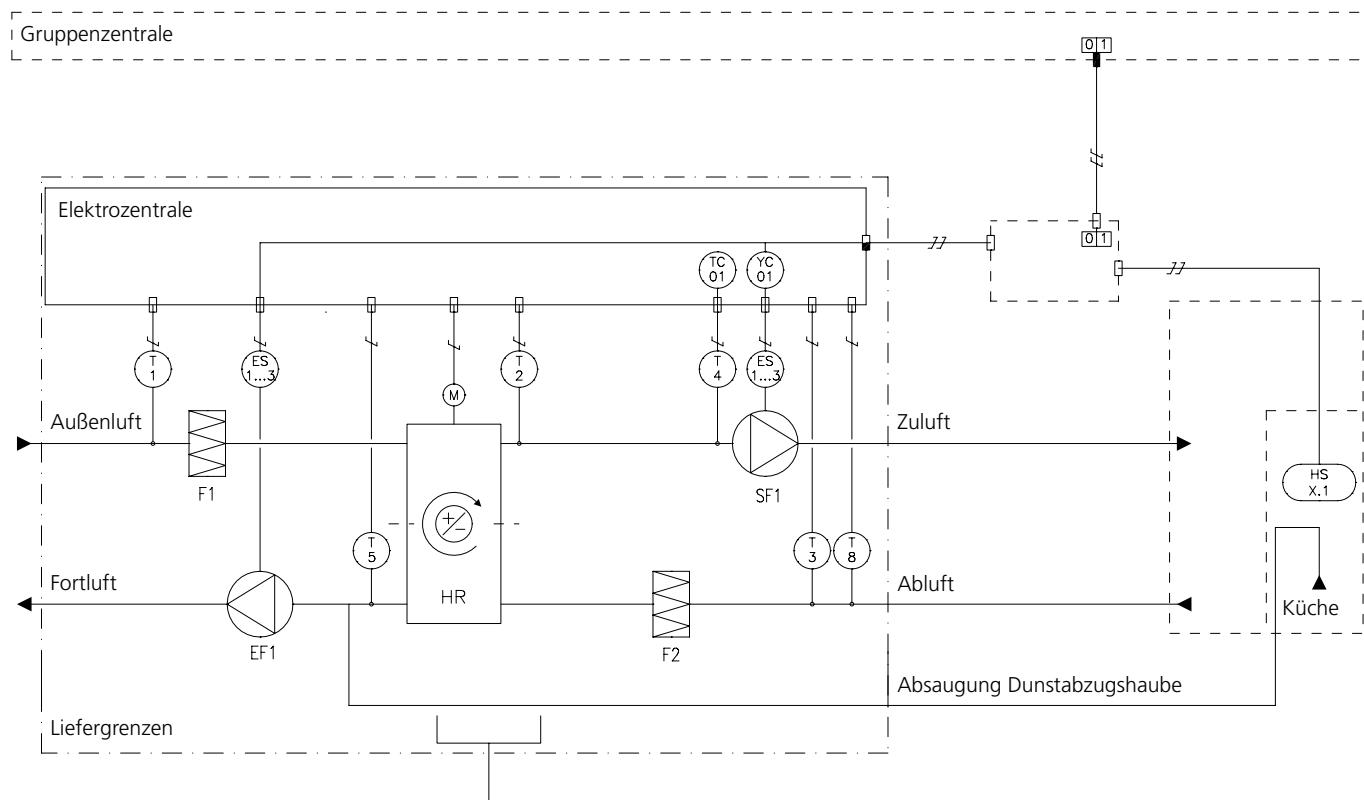 Gruppenzentrale
0 1
Elektrozentrale
0 1
TC
01
YC
01
T
1
ES
1...3
T
2
T
4
ES
1...3
M
Außenluft
Zuluft
F1
SF1
HS
X.1
+/-
T
5
T
3
T
8
Fortluft
HR
Abluft
Küche
EF1
F2
Absaugung Dunstabzugshaube
Liefergrenzen